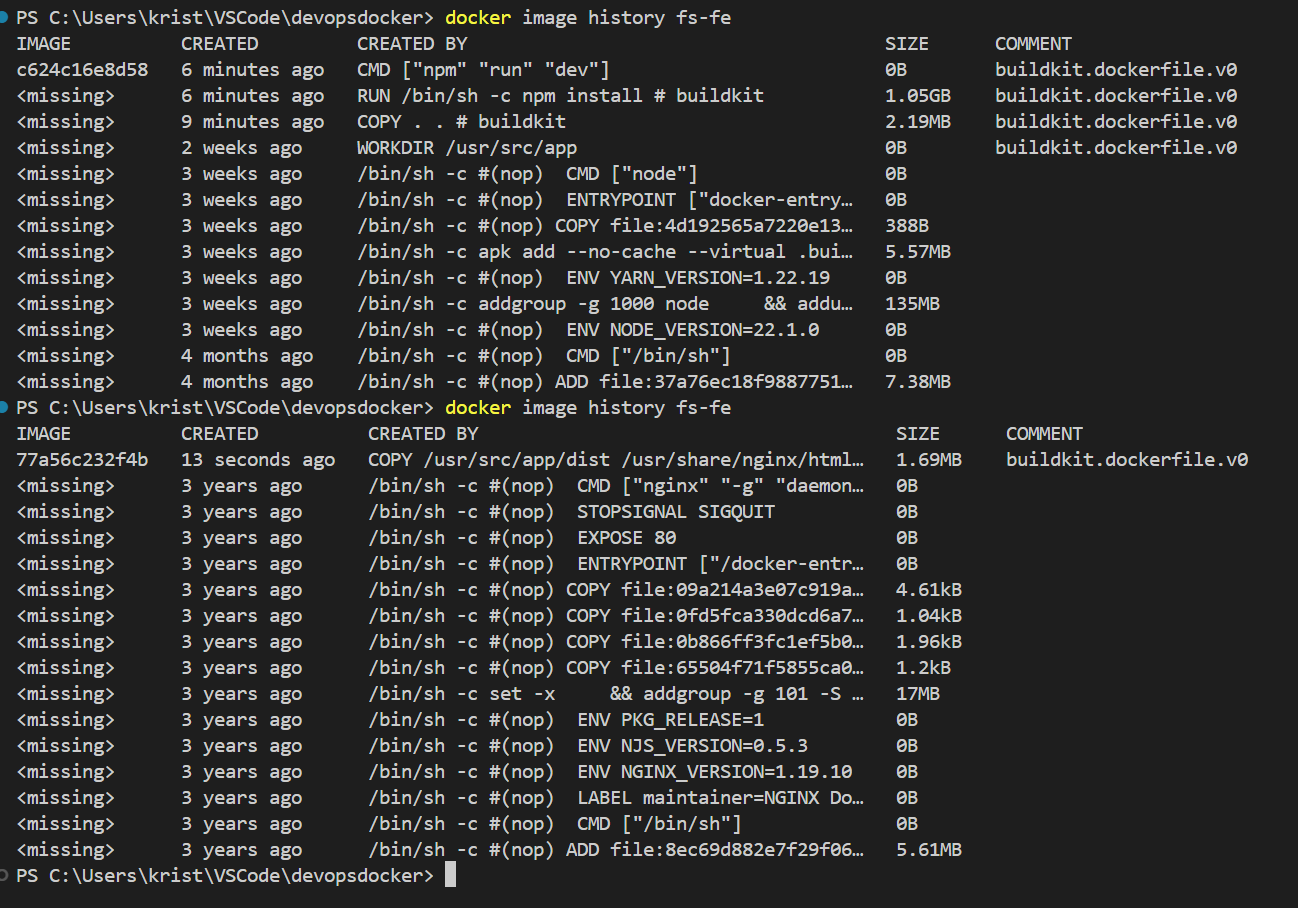 PS C:\Users\krist\VSCode\devopsdocker> docker image history fs-fe
IMAGE CREATED CREATED BY SIZE COMMENT
c624c16e8d58 6 minutes ago CMD ["npm" "run" "dev"] 0B buildkit.dockerfile.v0
<missing> 6 minutes ago RUN /bin/sh -c npm install # buildkit 1.05GB buildkit.dockerfile.v0
<missing> 9 minutes ago COPY . . # buildkit 2.19MB buildkit.dockerfile.v0
<missing> 2 weeks ago WORKDIR /usr/src/app 0B buildkit.dockerfile.v0
<missing> 3 weeks ago /bin/sh -c #(nop) CMD ["node"] 0B
<missing> 3 weeks ago /bin/sh -c #(nop) ENTRYPOINT ["docker-entry… 0B
<missing> 3 weeks ago /bin/sh -c #(nop) COPY file:4d192565a7220e13… 388B
<missing> 3 weeks ago /bin/sh -c apk add --no-cache --virtual .bui… 5.57MB
<missing> 3 weeks ago /bin/sh -c #(nop) ENV YARN_VERSION=1.22.19 0B
<missing> 3 weeks ago /bin/sh -c addgroup -g 1000 node && addu… 135MB
<missing> 3 weeks ago /bin/sh -c #(nop) ENV NODE_VERSION=22.1.0 0B
<missing> 4 months ago /bin/sh -c #(nop) CMD ["/bin/sh"] 0B
<missing> 4 months ago /bin/sh -c #(nop) ADD file:37a76ec18f9887751… 7.38MB
PS C:\Users\krist\VSCode\devopsdocker> docker image history fs-fe
IMAGE CREATED CREATED BY SIZE COMMENT
77a56c232f4b 13 seconds ago COPY /usr/src/app/dist /usr/share/nginx/html… 1.69MB buildkit.dockerfile.v0
<missing> 3 years ago /bin/sh -c #(nop) CMD ["nginx" "-g" "daemon… 0B
<missing> 3 years ago /bin/sh -c #(nop) STOPSIGNAL SIGQUIT 0B
<missing> 3 years ago /bin/sh -c #(nop) EXPOSE 80 0B
<missing> 3 years ago /bin/sh -c #(nop) ENTRYPOINT ["/docker-entr… 0B
<missing> 3 years ago /bin/sh -c #(nop) COPY file:09a214a3e07c919a… 4.61kB
<missing> 3 years ago /bin/sh -c #(nop) COPY file:0fd5fca330dcd6a7… 1.04kB
<missing> 3 years ago /bin/sh -c #(nop) COPY file:0b866ff3fc1ef5b0… 1.96kB
<missing> 3 years ago /bin/sh -c #(nop) COPY file:65504f71f5855ca0… 1.2kB
<missing> 3 years ago /bin/sh -c set -x && addgroup -g 101 -S … 17MB
<missing> 3 years ago /bin/sh -c #(nop) ENV PKG_RELEASE=1 0B
<missing> 3 years ago /bin/sh -c #(nop) ENV NJS_VERSION=0.5.3 0B
<missing> 3 years ago /bin/sh -c #(nop) ENV NGINX_VERSION=1.19.10 0B
<missing> 3 years ago /bin/sh -c #(nop) LABEL maintainer=NGINX Do… 0B
<missing> 3 years ago /bin/sh -c #(nop) CMD ["/bin/sh"] 0B
<missing> 3 years ago /bin/sh -c #(nop) ADD file:8ec69d882e7f29f06… 5.61MB
PS C:\Users\krist\VSCode\devopsdocker>